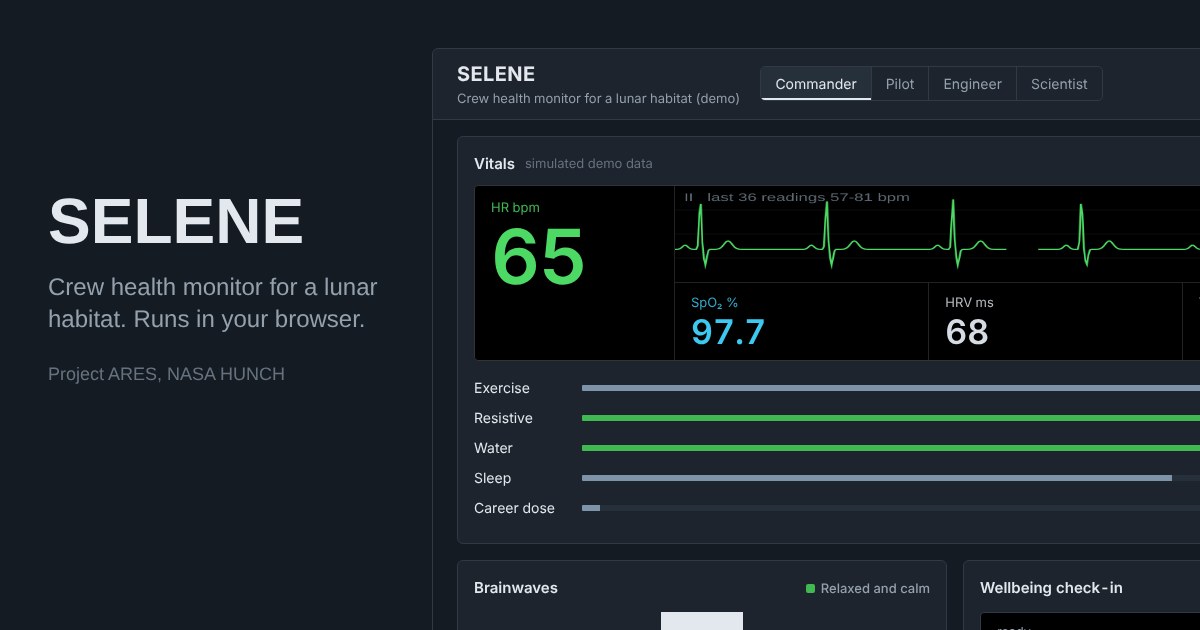 SELENE
Crew health monitor for a lunar
habitat. Runs in your browser.
Project ARES, NASA HUNCH
SELENE
Crew health monitor for a lunar habitat (demo)
Commander
Pilot
Engineer
Scientist
Vitals simulated demo data
HR bpm
65
II last 36 readings 57-81 bpm
SpO₂ %
97.7
HRV ms
68
Exercise
Resistive
Water
Sleep
Career dose
Brainwaves
Relaxed and calm
Wellbeing check-in